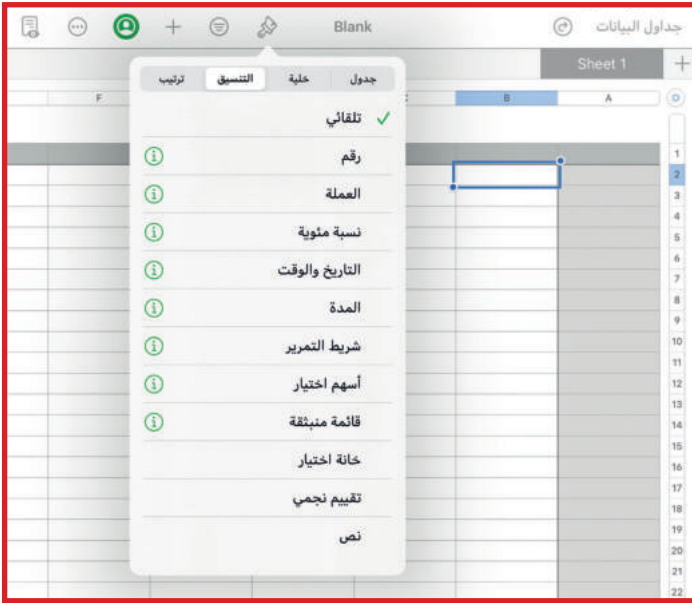 جداول البيانات
Blank
Sheet 1
جدول خلية التنسيق ترتيب
A B F
تلقائي
رقم
العملة
نسبة مئوية
التاريخ والوقت
المدة
شريط التمرير
أسهم اختيار
قائمة منبثقة
خانة اختيار
تقييم نجمي
نص
1
2
3
4
5
6
7
8
9
10
11
12
13
14
15
16
17
18
19
20
21
22